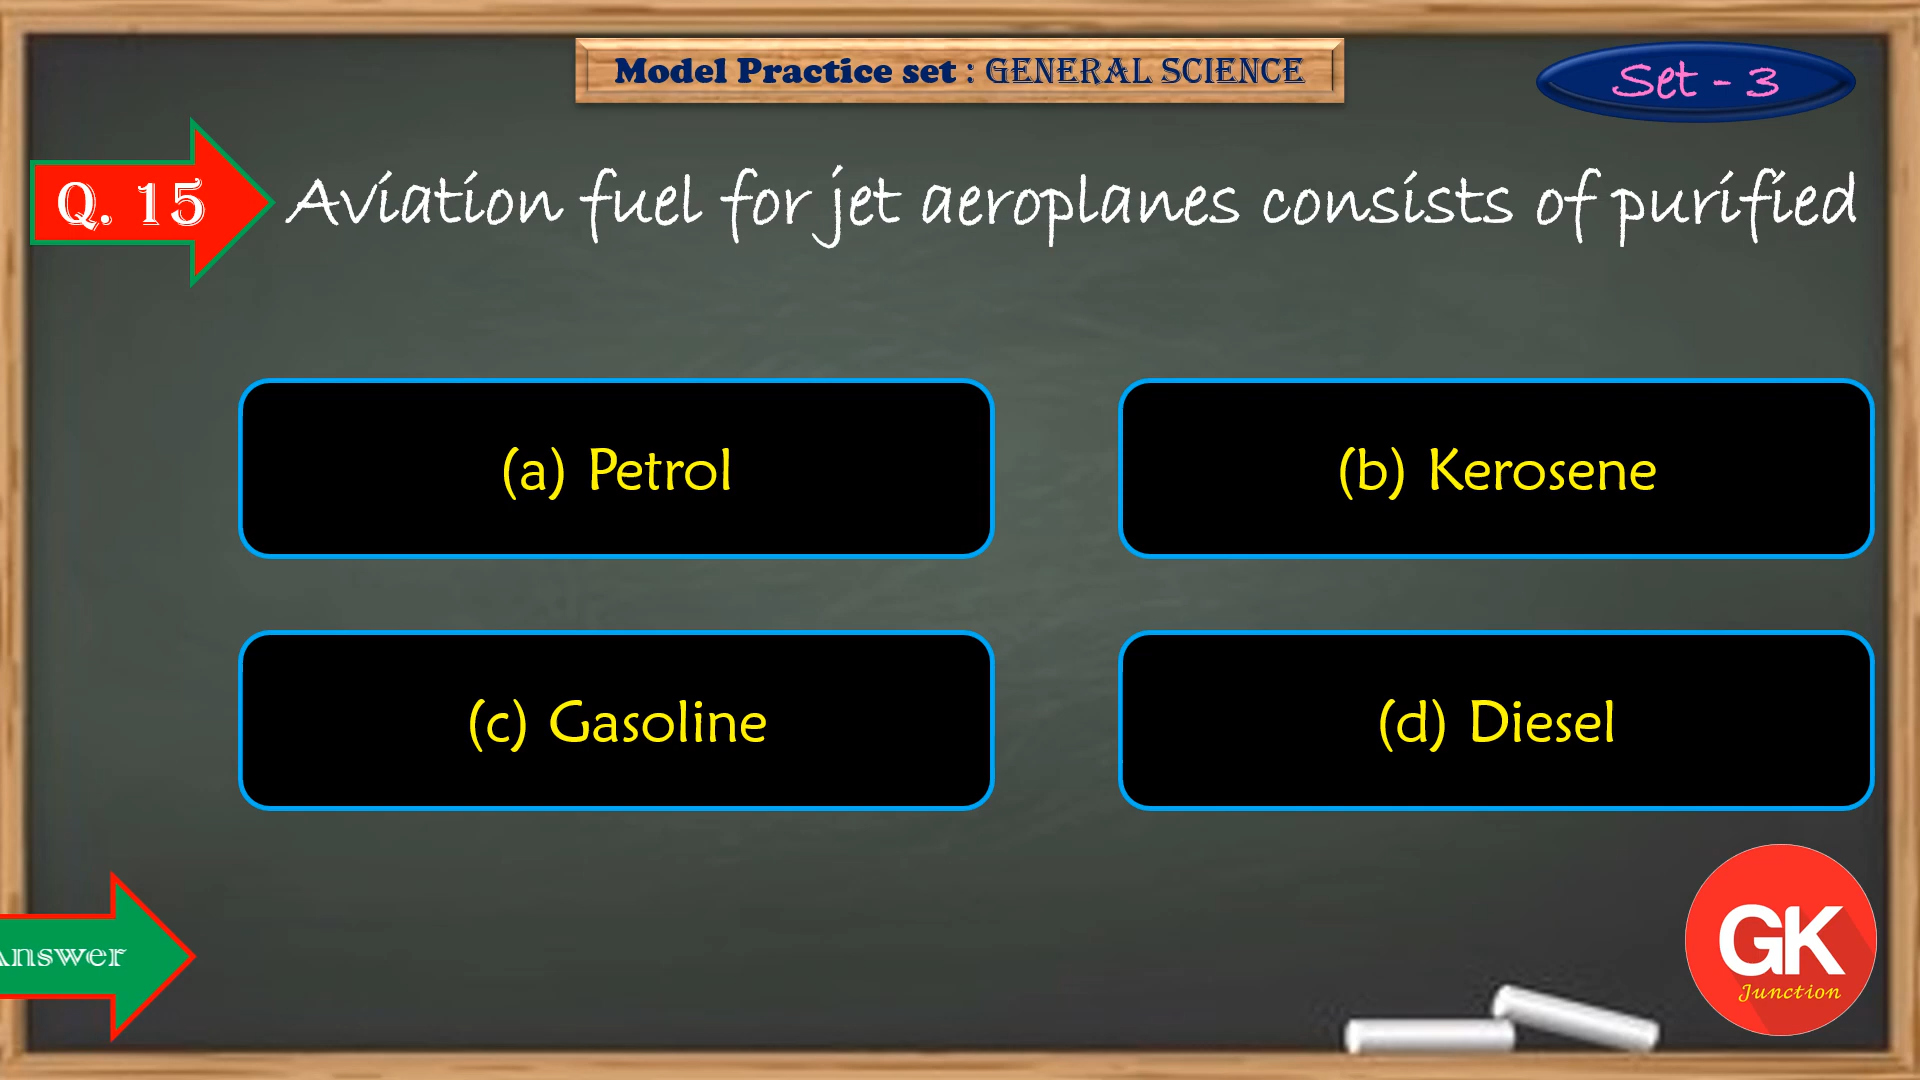 Model Practice set : GENERAL SCIENCE
Set - 3
Q. 15
Aviation fuel for jet aeroplanes consists of purified
(a) Petrol
(b) Kerosene
(c) Gasoline
(d) Diesel
Answer
GK
Junction